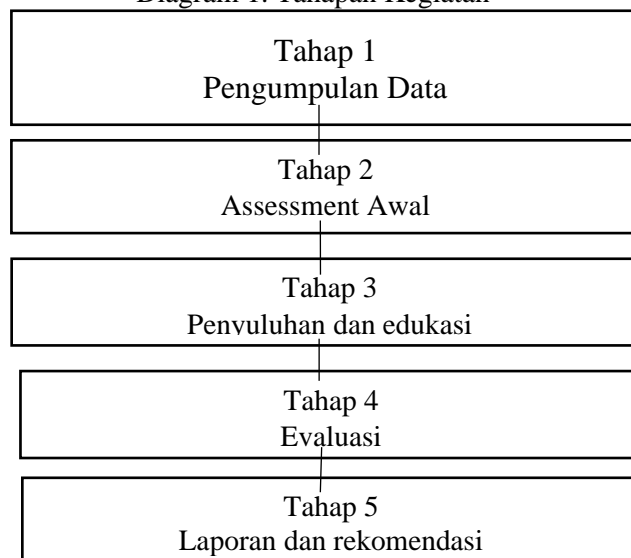 Diagram 1. Tahapan Kegiatan
Tahap 1
Pengumpulan Data
Tahap 2
Assessment Awal
Tahap 3
Penyuluhan dan edukasi
Tahap 4
Evaluasi
Tahap 5
Laporan dan rekomendasi